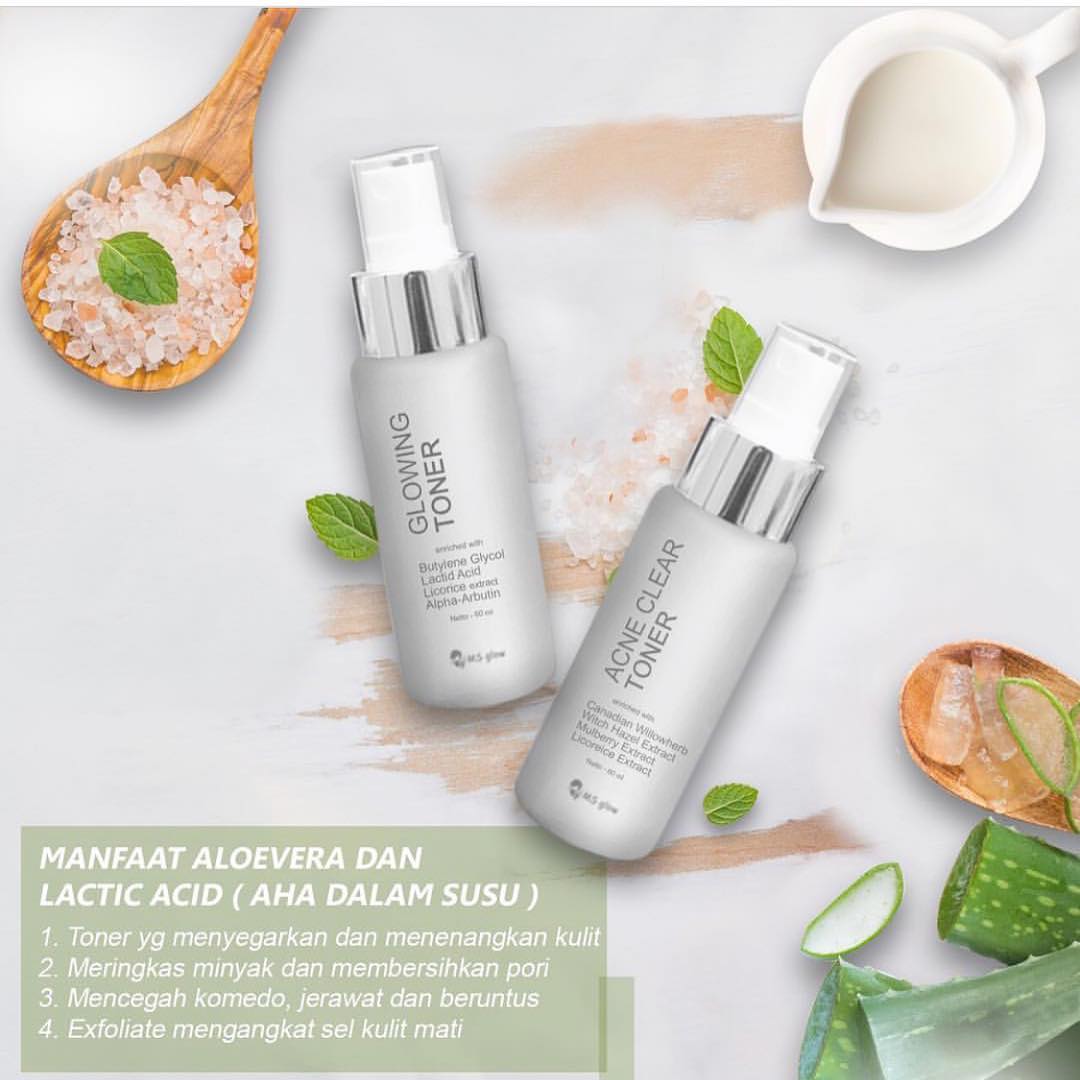 GLOWING
TONER
enriched with
Butylene Glycol
Lactid Acid
Licorice extract
Alpha-Arbutin
Netto - 60 ml
MS glow
ACNE CLEAR
TONER
enriched with
Canadian Willowherb
Witch Hazel Extract
Mulberry Extract
Licoreice Extract
Netto - 60 ml
MS glow
MANFAAT ALOEVERA DAN
LACTIC ACID ( AHA DALAM SUSU )
1. Toner yg menyegarkan dan menenangkan kulit
2. Meringkas minyak dan membersihkan pori
3. Mencegah komedo, jerawat dan beruntus
4. Exfoliate mengangkat sel kulit mati